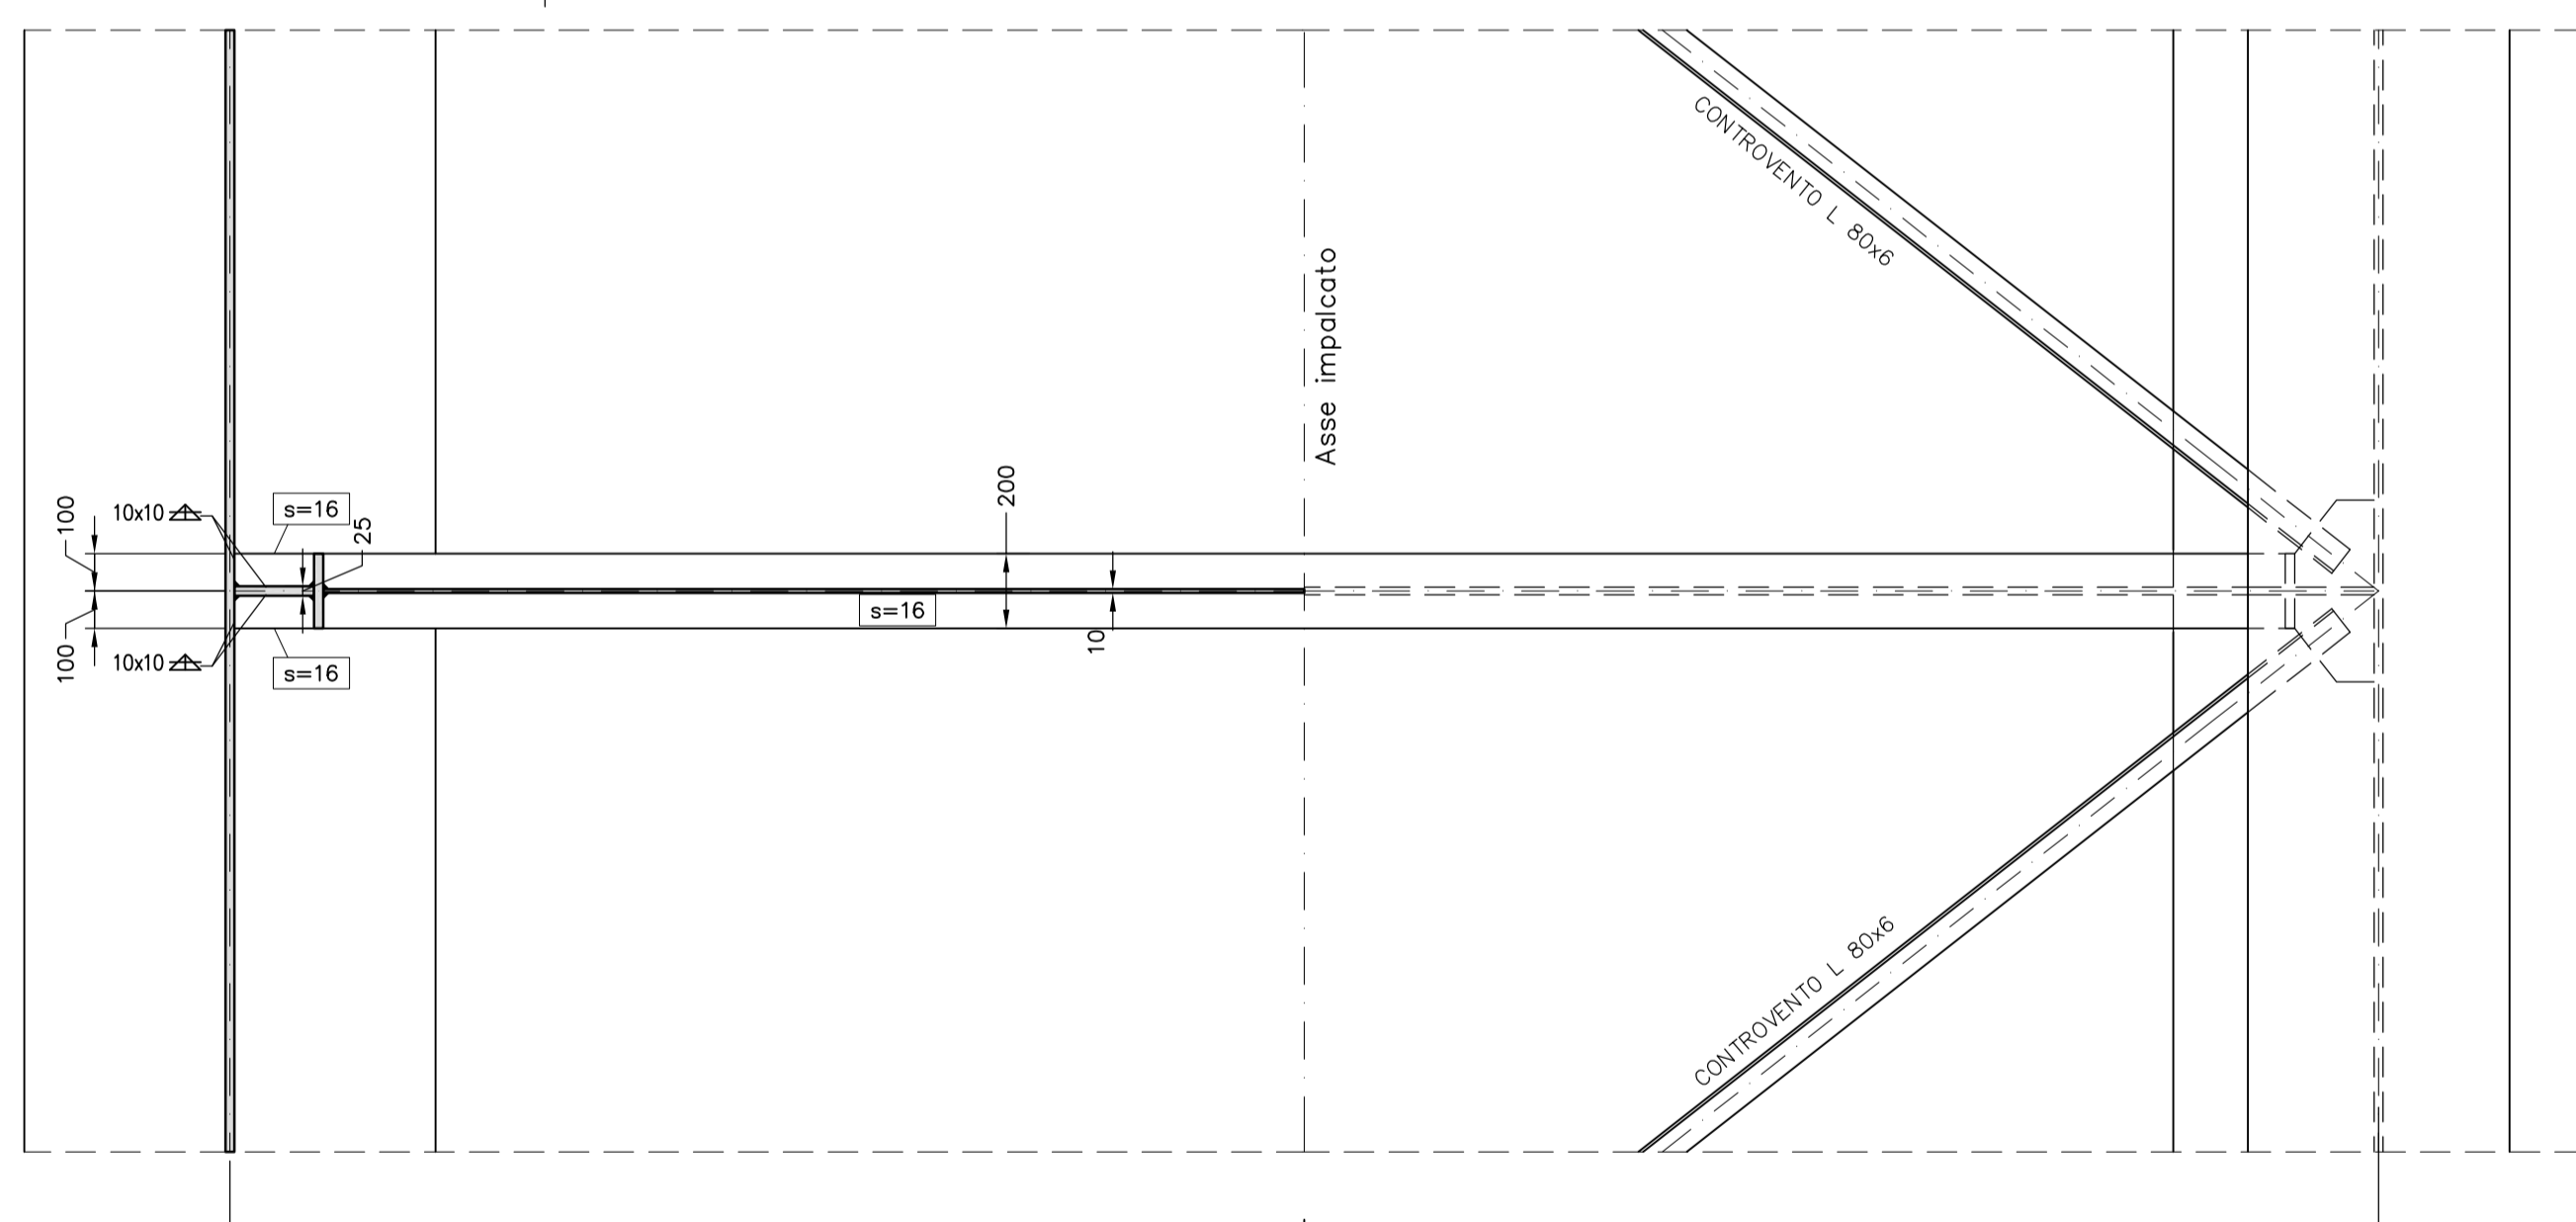 CONTROVENTO L 80x6
Asse impalcato
100
10x10
s=16
25
200
s=16
10
100
10x10
s=16
CONTROVENTO L 80x6